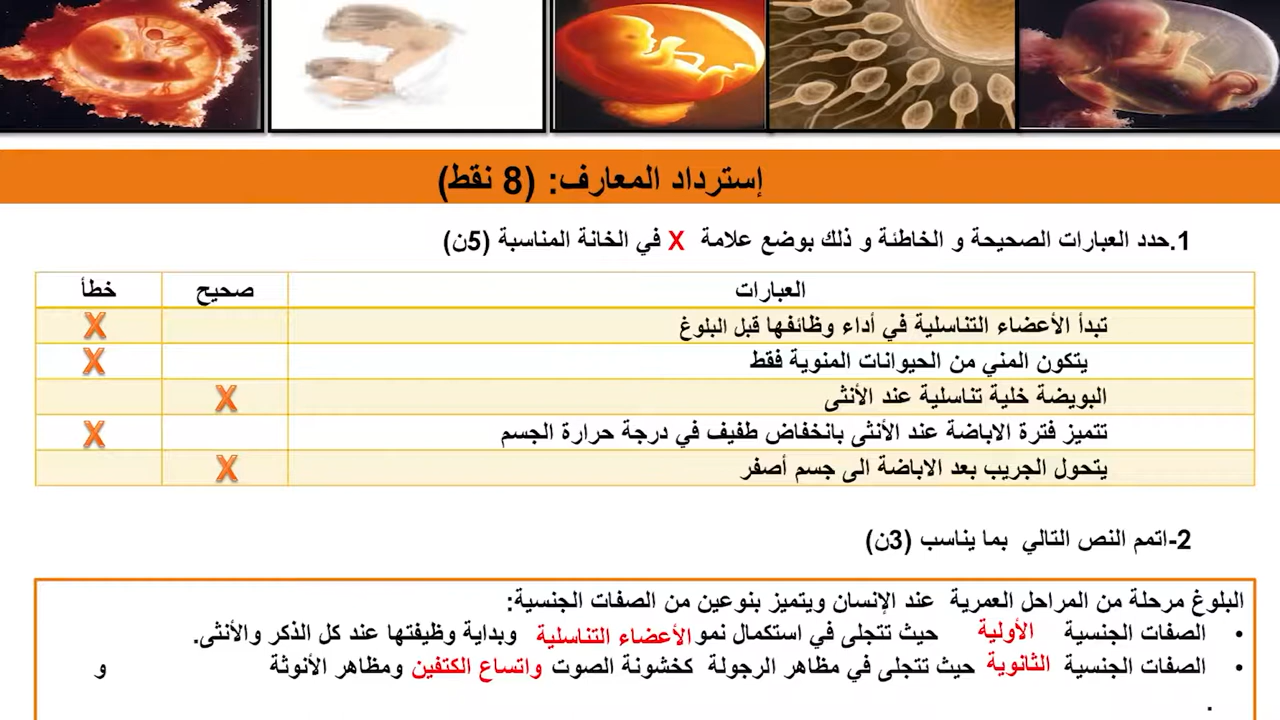 إسترداد المعارف: (8 نقط)
1.حدد العبارات الصحيحة و الخاطئة و ذلك بوضع علامة X في الخانة المناسبة (5ن)
العبارات صحيح خطأ
تبدأ الأعضاء التناسلية في أداء وظائفها قبل البلوغ X
يتكون المني من الحيوانات المنوية فقط X
البويضة خلية تناسلية عند الأنثى X
تتميز فترة الاباضة عند الأنثى بانخفاض طفيف في درجة حرارة الجسم X
يتحول الجريب بعد الاباضة الى جسم أصفر X
2-اتمم النص التالي بما يناسب (3ن)
البلوغ مرحلة من المراحل العمرية عند الإنسان ويتميز بنوعين من الصفات الجنسية:
• الصفات الجنسية الأولية حيث تتجلى في استكمال نمو الأعضاء التناسلية وبداية وظيفتها عند كل الذكر والأنثى.
• الصفات الجنسية الثانوية حيث تتجلى في مظاهر الرجولة كخشونة الصوت واتساع الكتفين ومظاهر الأنوثة و
.